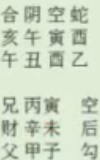 合 阴 空 蛇
亥 午 寅 酉
午 丑 酉 乙
兄 丙 寅 空
财 辛 未 后
父 甲 子 勾